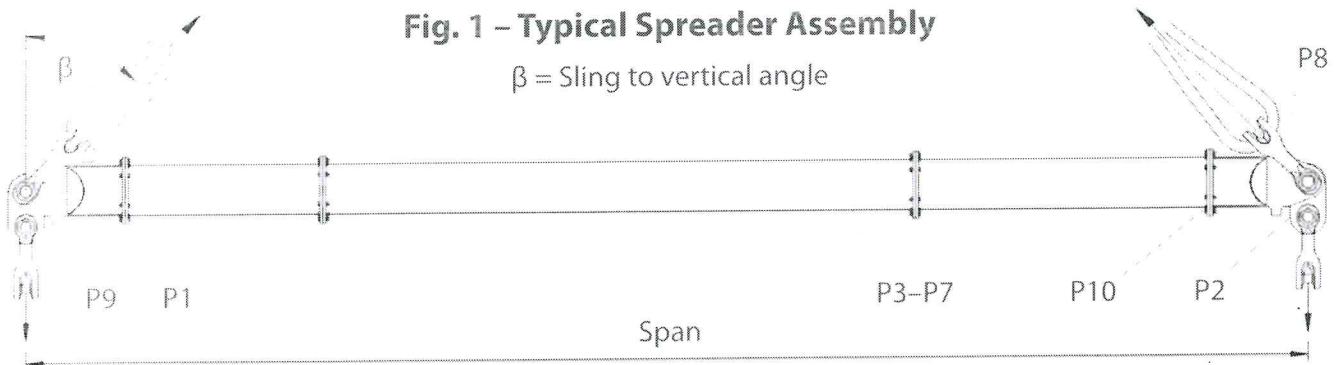 Fig. 1 – Typical Spreader Assembly
β = Sling to vertical angle
β
P8
P9 P1 P3–P7 P10 P2
Span